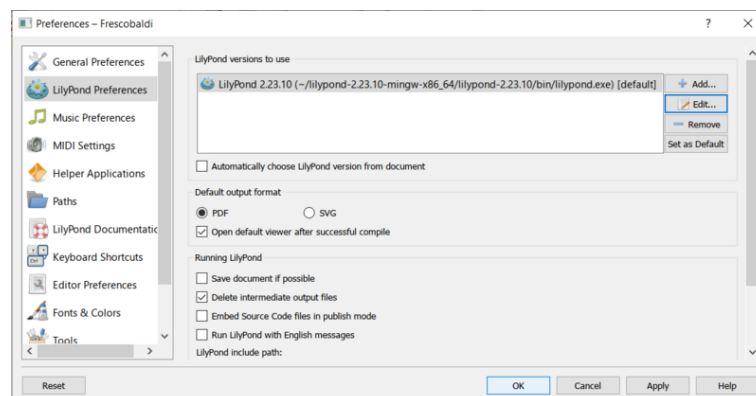 Preferences – Frescobaldi
?
General Preferences
LilyPond Preferences
Music Preferences
MIDI Settings
Helper Applications
Paths
LilyPond Documentatic
Keyboard Shortcuts
Editor Preferences
Fonts & Colors
Tools
LilyPond versions to use
LilyPond 2.23.10 (~/lilypond-2.23.10-mingw-x86_64/lilypond-2.23.10/bin/lilypond.exe) [default]
Add...
Edit...
Remove
Set as Default
Automatically choose LilyPond version from document
Default output format
PDF
SVG
Open default viewer after successful compile
Running LilyPond
Save document if possible
Delete intermediate output files
Embed Source Code files in publish mode
Run LilyPond with English messages
LilyPond include path:
Reset
OK
Cancel
Apply
Help